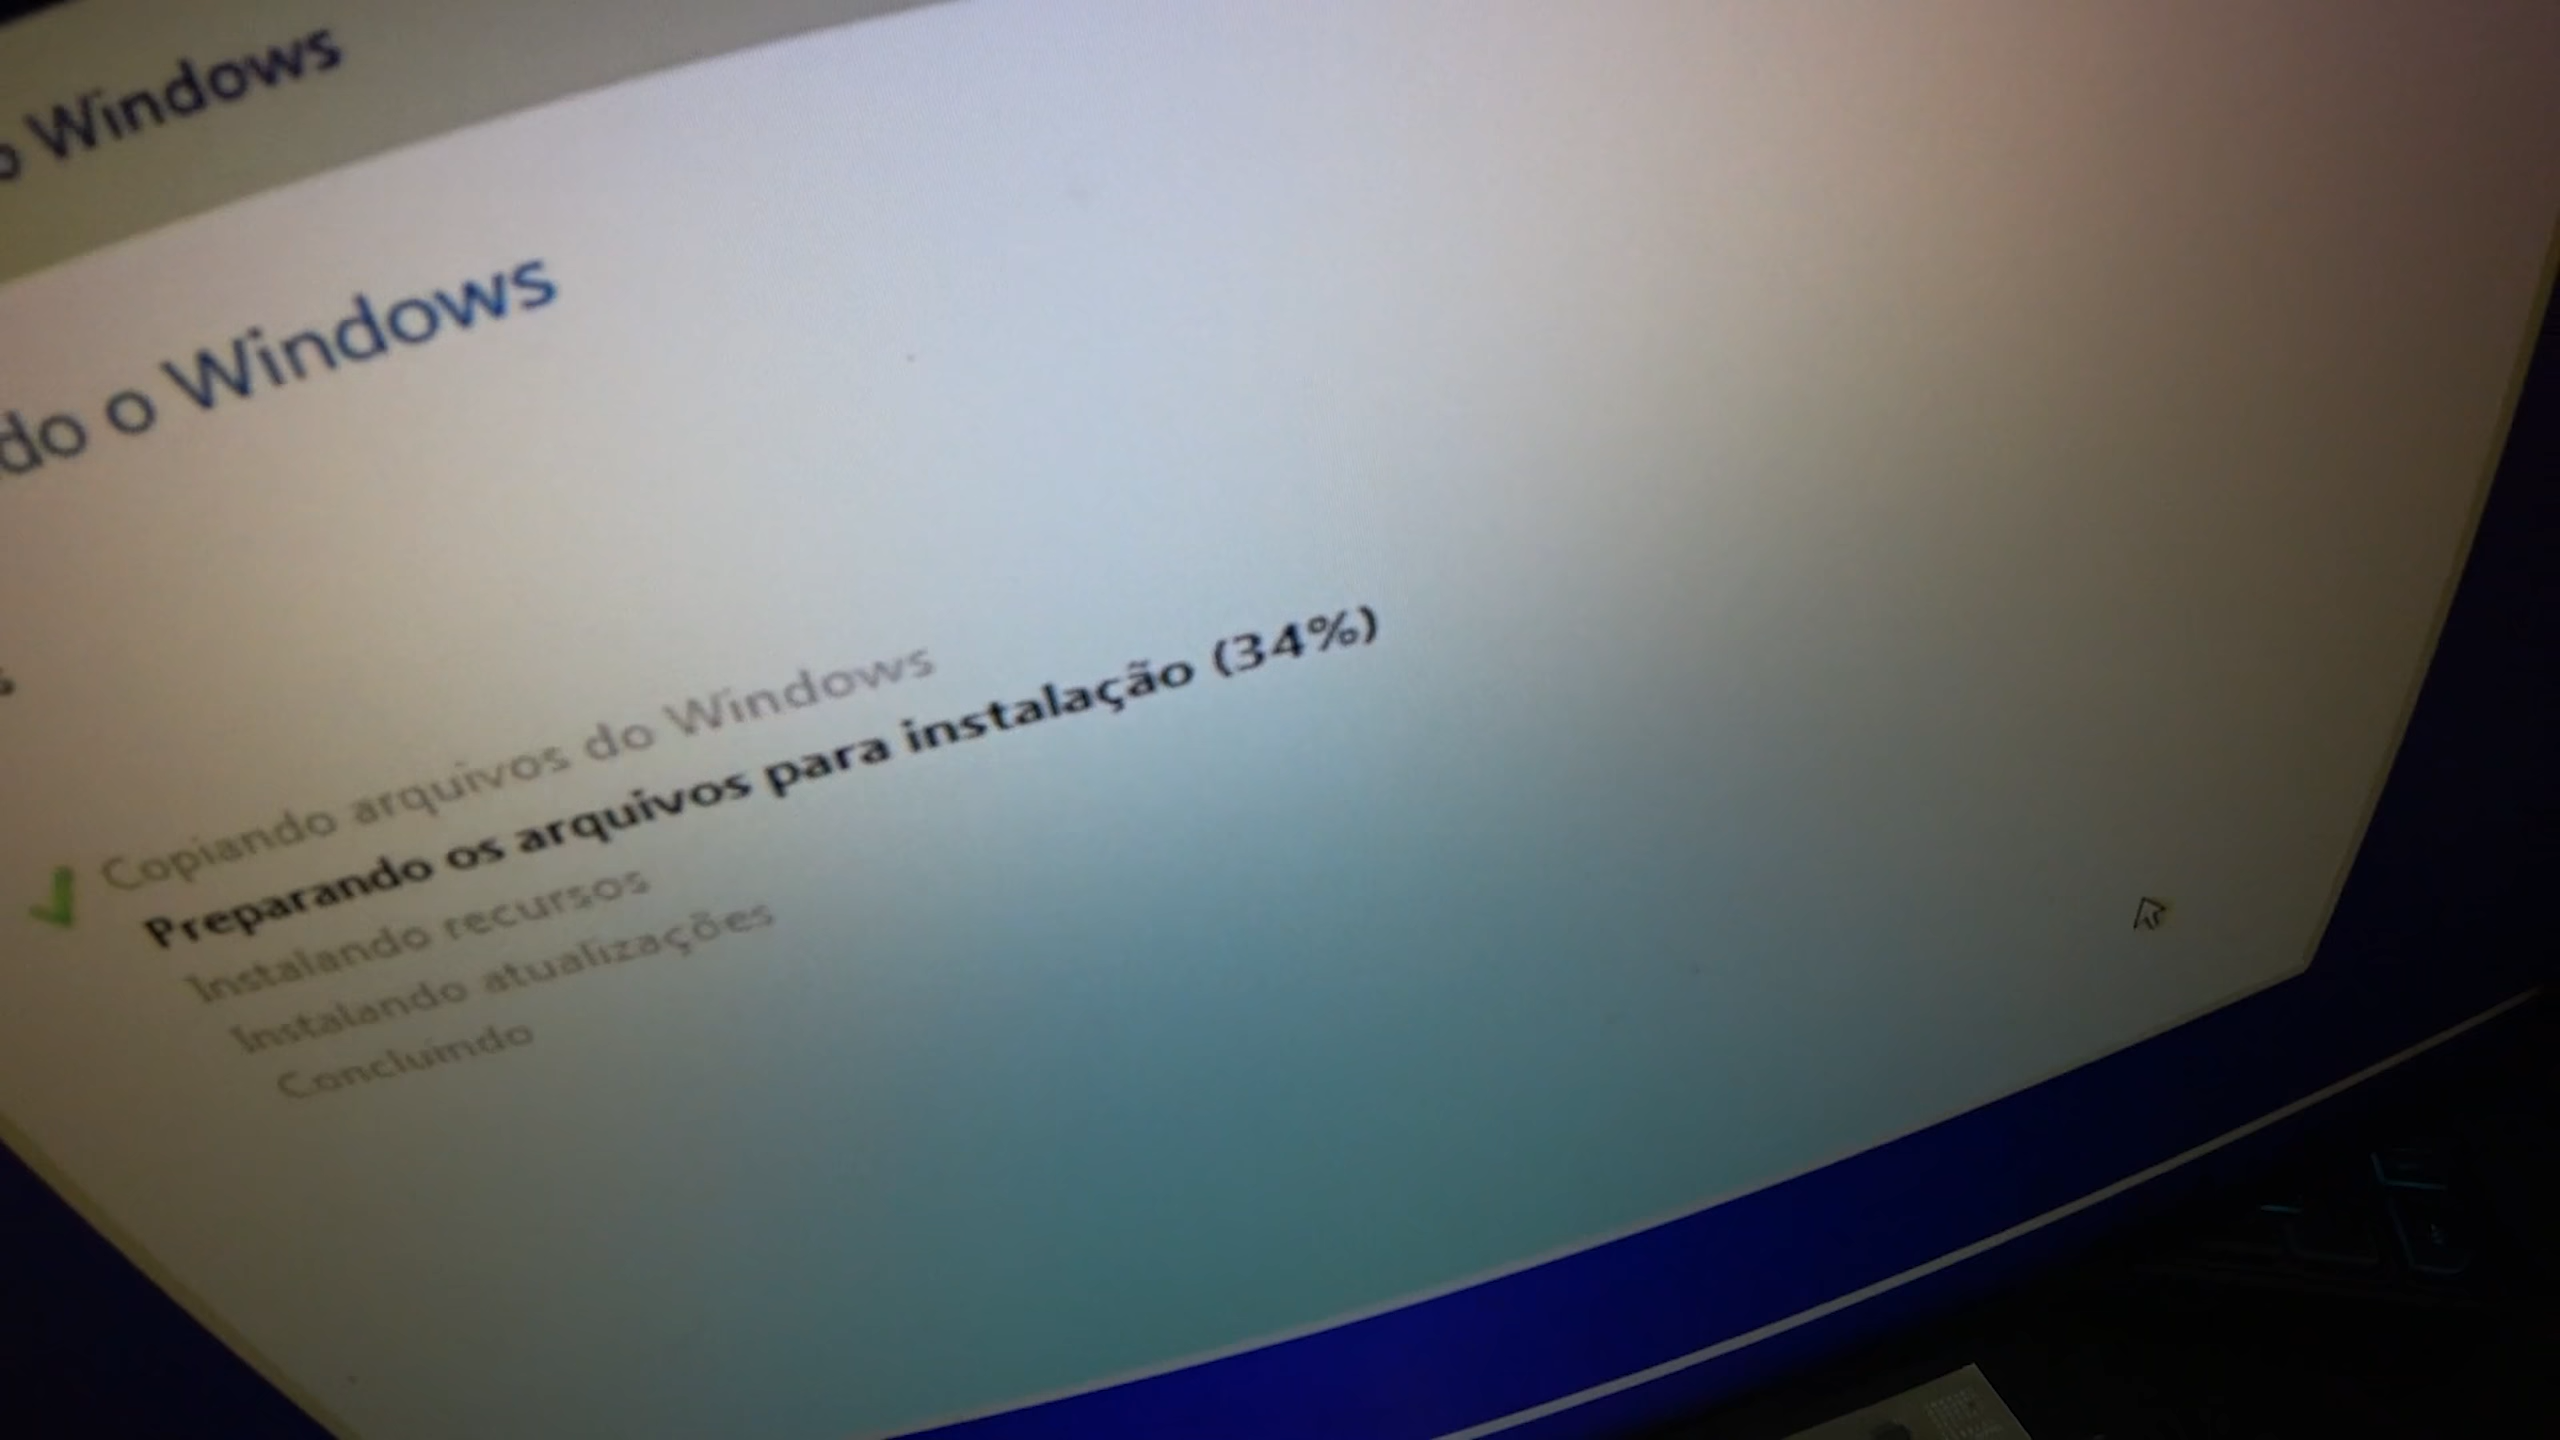 o Windows
do o Windows
s
Copiando arquivos do Windows
Preparando os arquivos para instalação (34%)
Instalando recursos
Instalando atualizações
Concluindo